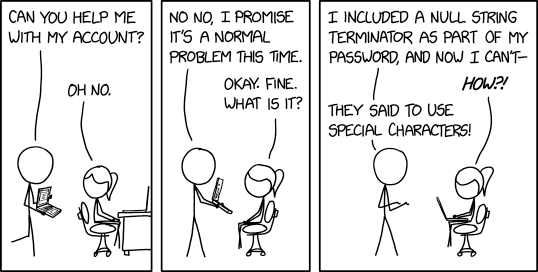 CAN YOU HELP ME
WITH MY ACCOUNT?
OH NO.
NO NO, I PROMISE
IT'S A NORMAL
PROBLEM THIS TIME.
OKAY. FINE.
WHAT IS IT?
I INCLUDED A NULL STRING
TERMINATOR AS PART OF MY
PASSWORD, AND NOW I CAN'T–
HOW?!
THEY SAID TO USE
SPECIAL CHARACTERS!